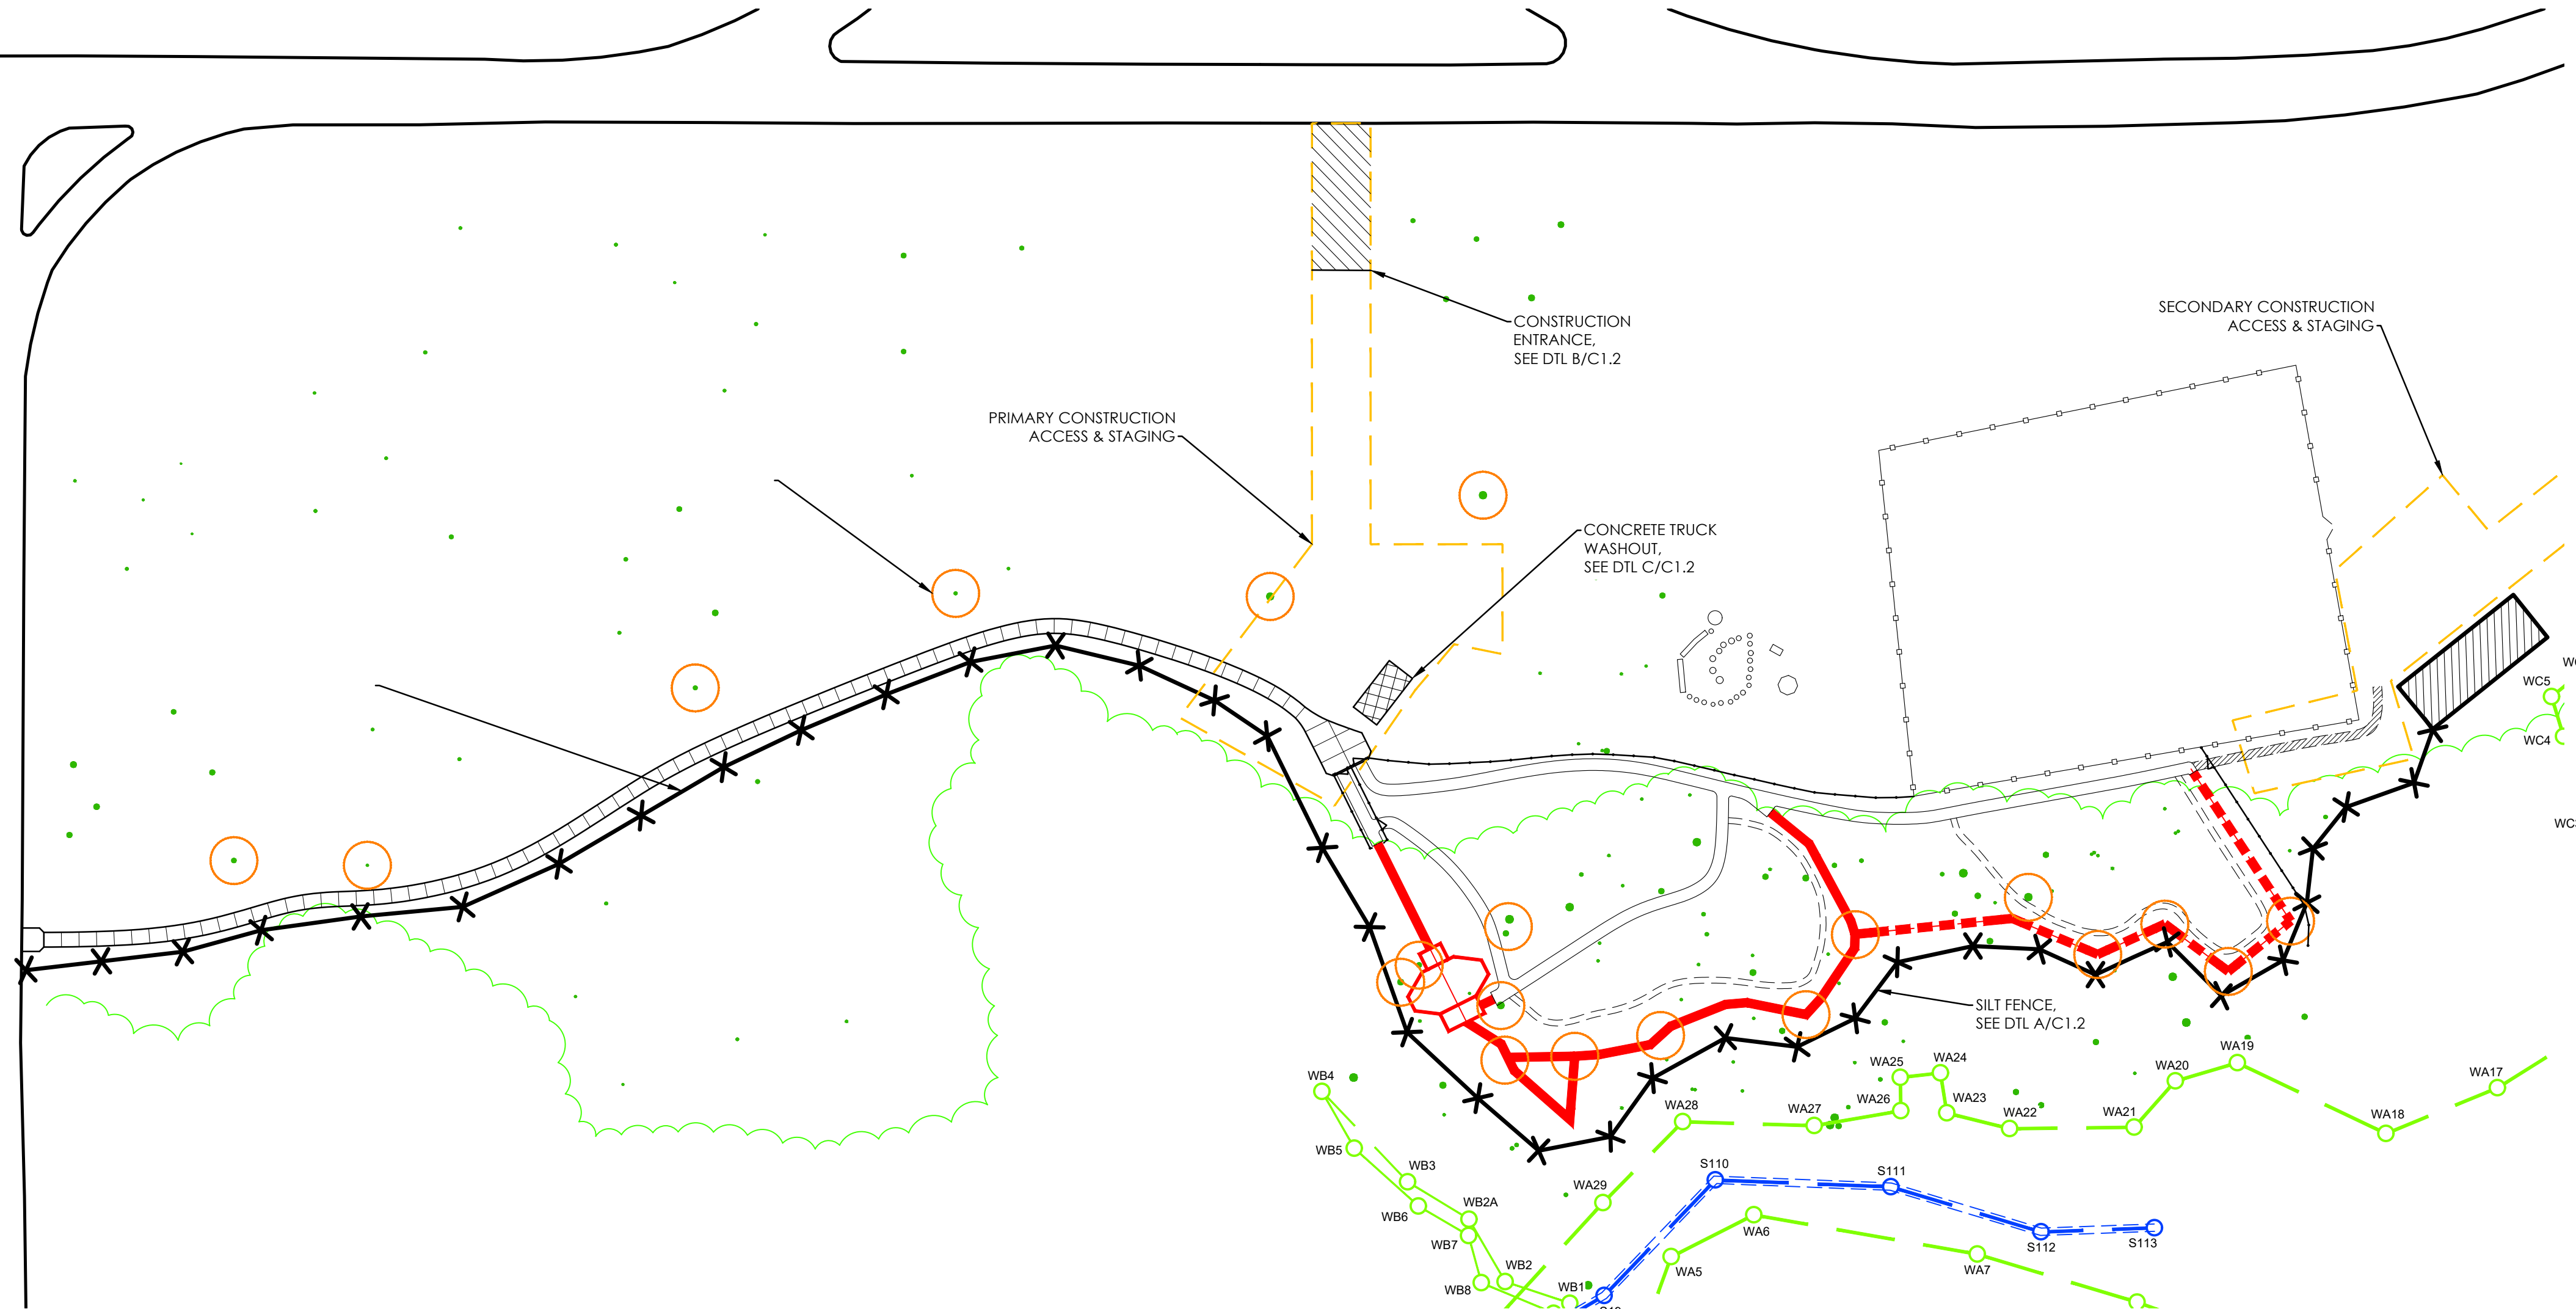 CONSTRUCTION
ENTRANCE,
SEE DTL B/C1.2
SECONDARY CONSTRUCTION
ACCESS & STAGING
PRIMARY CONSTRUCTION
ACCESS & STAGING
CONCRETE TRUCK
WASHOUT,
SEE DTL C/C1.2
WC5
WC4
SILT FENCE,
SEE DTL A/C1.2
WB4
WB5
WB3
WB6
WB2A
WB7
WB2
WB8
WB1
WA29
WA28
WA27
WA26
WA25
WA24
WA23
WA22
WA21
WA20
WA19
WA18
WA17
S110
S111
S112
S113
WA5
WA6
WA7